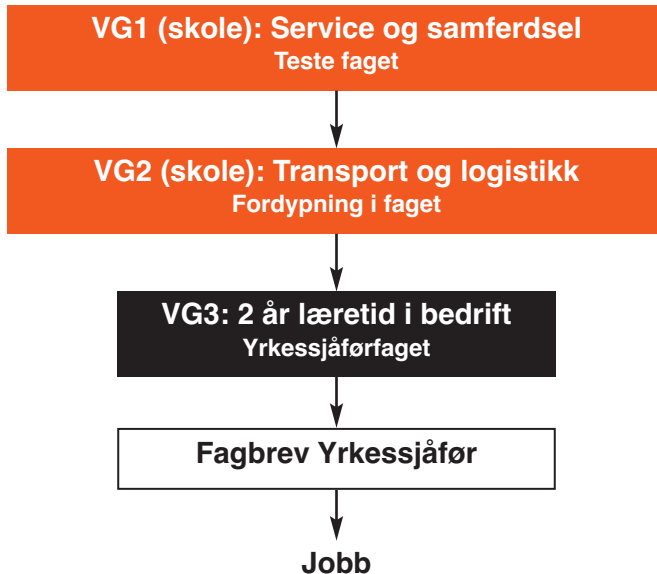 VG1 (skole): Service og samferdsel
Teste faget
VG2 (skole): Transport og logistikk
Fordypning i faget
VG3: 2 år læretid i bedrift
Yrkessjåførfaget
Fagbrev Yrkessjåfør
Jobb